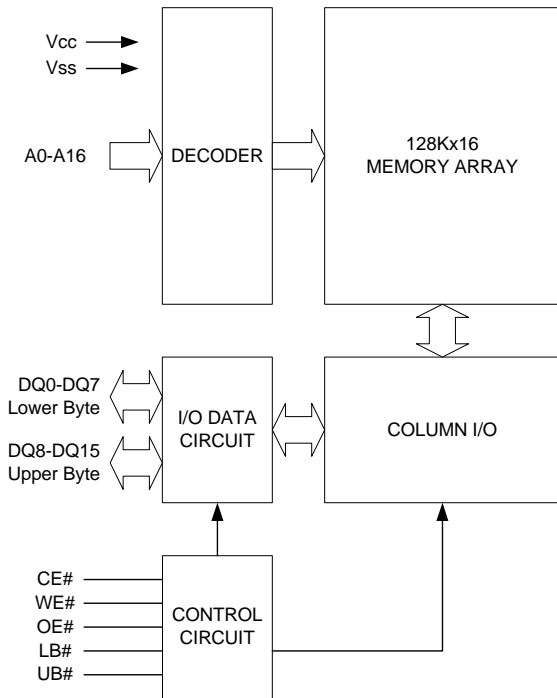 Vcc
Vss
A0-A16
DECODER
128Kx16
MEMORY ARRAY
DQ0-DQ7
Lower Byte
DQ8-DQ15
Upper Byte
I/O DATA
CIRCUIT
COLUMN I/O
CE#
WE#
OE#
LB#
UB#
CONTROL
CIRCUIT